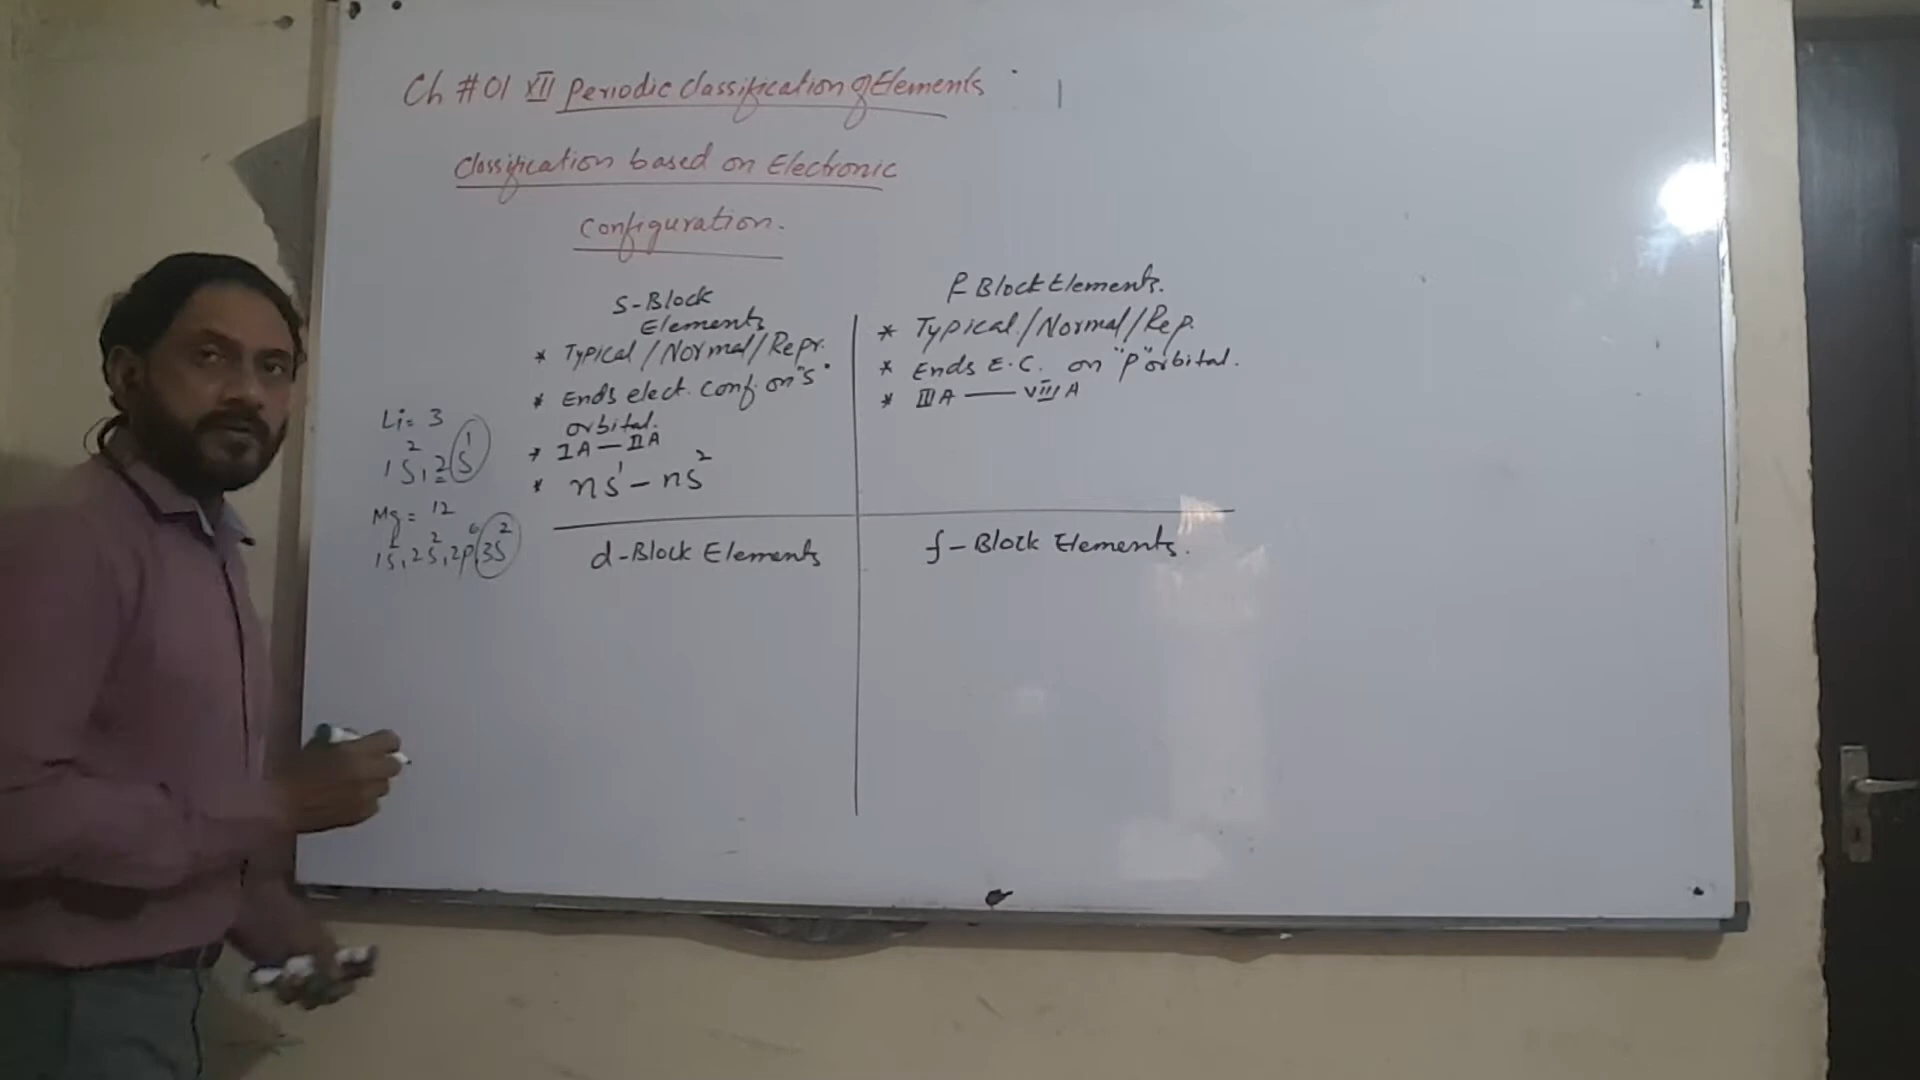 Ch #01 XII Periodic Classification of Elements :
Classification based on Electronic
Configuration.
S-Block
Elements
* Typical/Normal/Repr.
* Ends elect. conf. on "s"
orbital.
* IA — IIA
* ns¹ - ns²
P Block Elements.
* Typical/Normal/Rep.
* Ends E.C. on "p" orbital.
* IIIA — VIIIA
Li = 3
1s², 2s¹
Mg = 12
1s², 2s², 2p⁶, 3s²
d-Block Elements
f-Block Elements.